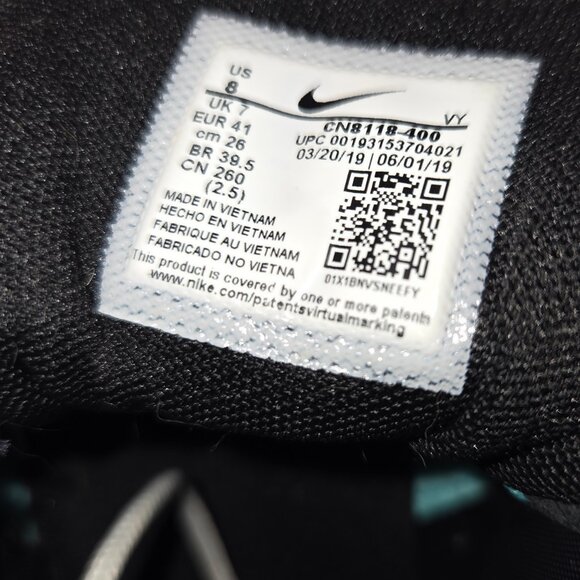 US
8
UK 7
EUR 41
cm 26
BR 39.5
CN 260
(2.5)
VY
CN8118-400
UPC 00193153704021
03/20/19 | 06/01/19
MADE IN VIETNAM
HECHO EN VIETNAM
FABRIQUE AU VIETNAM
FABRICADO NO VIETNA
01X1BNVSNEEFY
This product is covered by one or more patents
www.nike.com/patentsvirtualmarking